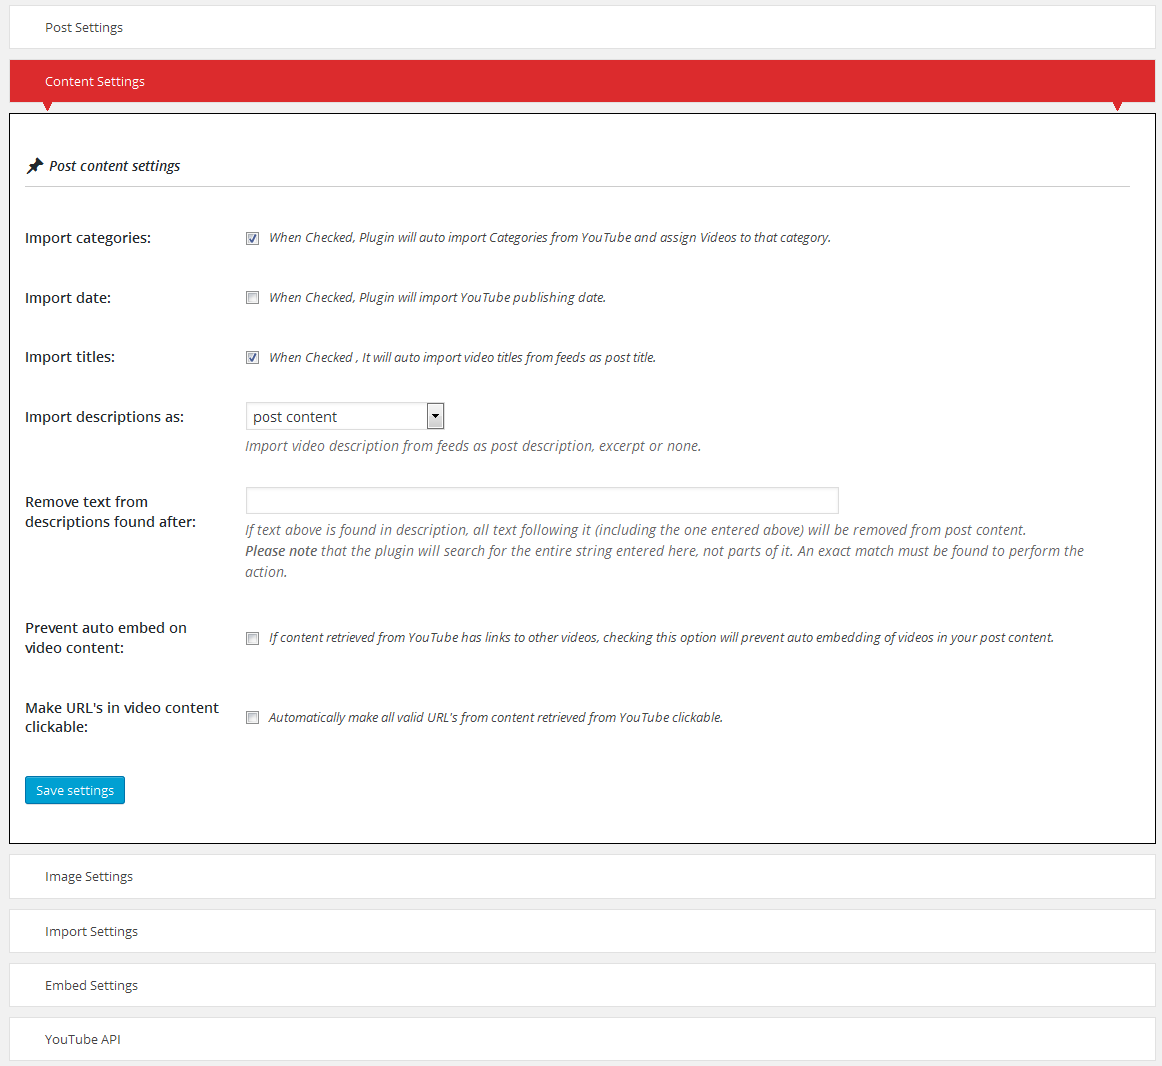 Post Settings
Content Settings
Post content settings
Import categories:
When Checked, Plugin will auto import Categories from YouTube and assign Videos to that category.
Import date:
When Checked, Plugin will import YouTube publishing date.
Import titles:
When Checked , It will auto import video titles from feeds as post title.
Import descriptions as:
post content
Import video description from feeds as post description, excerpt or none.
Remove text from
descriptions found after:
If text above is found in description, all text following it (including the one entered above) will be removed from post content.
Please note that the plugin will search for the entire string entered here, not parts of it. An exact match must be found to perform the
action.
Prevent auto embed on
video content:
If content retrieved from YouTube has links to other videos, checking this option will prevent auto embedding of videos in your post content.
Make URL's in video content
clickable:
Automatically make all valid URL's from content retrieved from YouTube clickable.
Save settings
Image Settings
Import Settings
Embed Settings
YouTube API